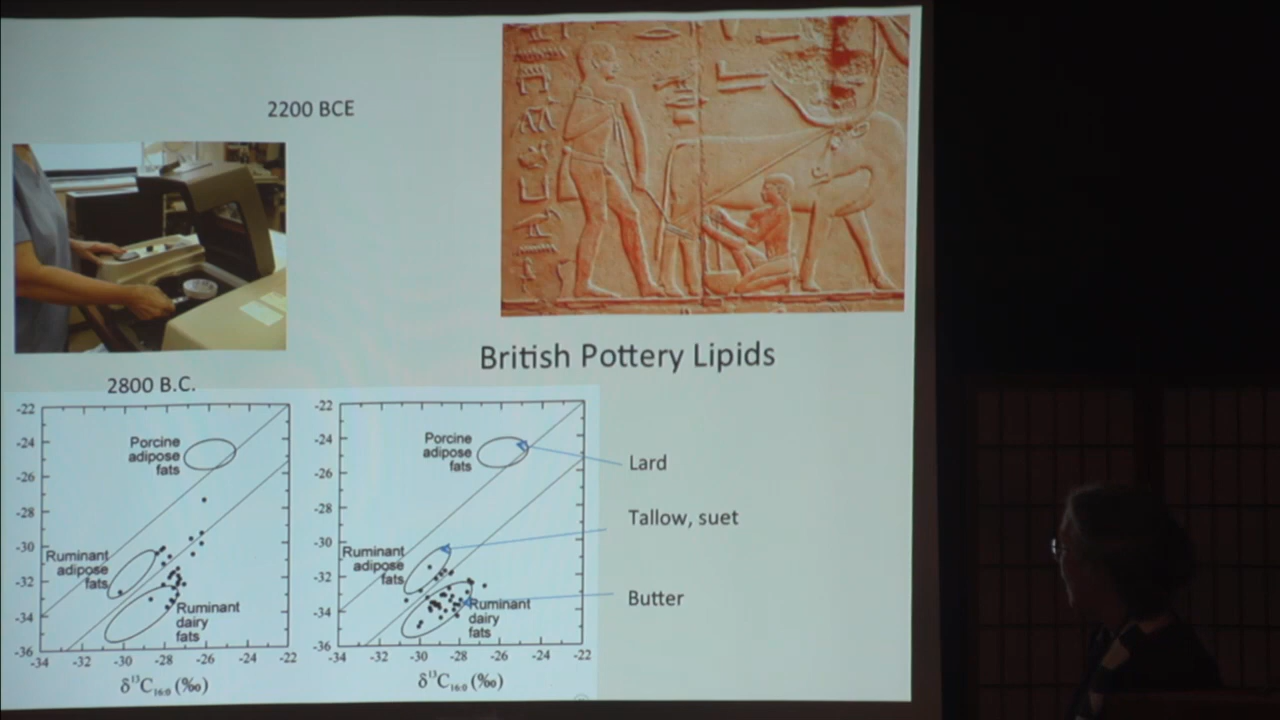 2200 BCE
2800 B.C.
British Pottery Lipids
-22
-24
-26
-28
-30
-32
-34
-36
Porcine
adipose
fats
Ruminant
adipose
fats
Ruminant
dairy
fats
-34 -32 -30 -28 -26 -24 -22
δ¹³C₁₆:₀ (‰)
-22
-24
-26
-28
-30
-32
-34
-36
Porcine
adipose
fats
Ruminant
adipose
fats
Ruminant
dairy
fats
-34 -32 -30 -28 -26 -24 -22
δ¹³C₁₆:₀ (‰)
Lard
Tallow, suet
Butter